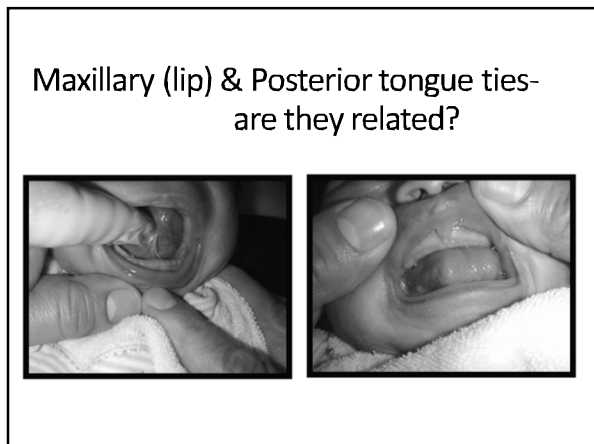 Maxillary (lip) & Posterior tongue ties-
are they related?